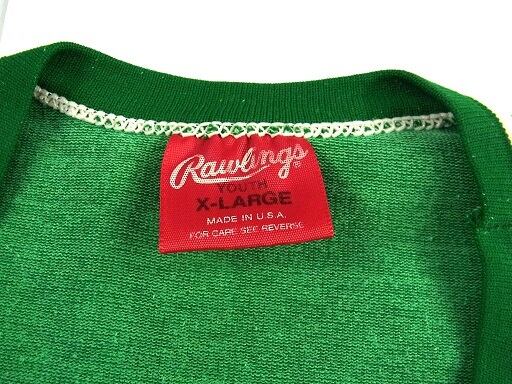 Rawlings®
YOUTH
X-LARGE
MADE IN U.S.A.
FOR CARE SEE REVERSE